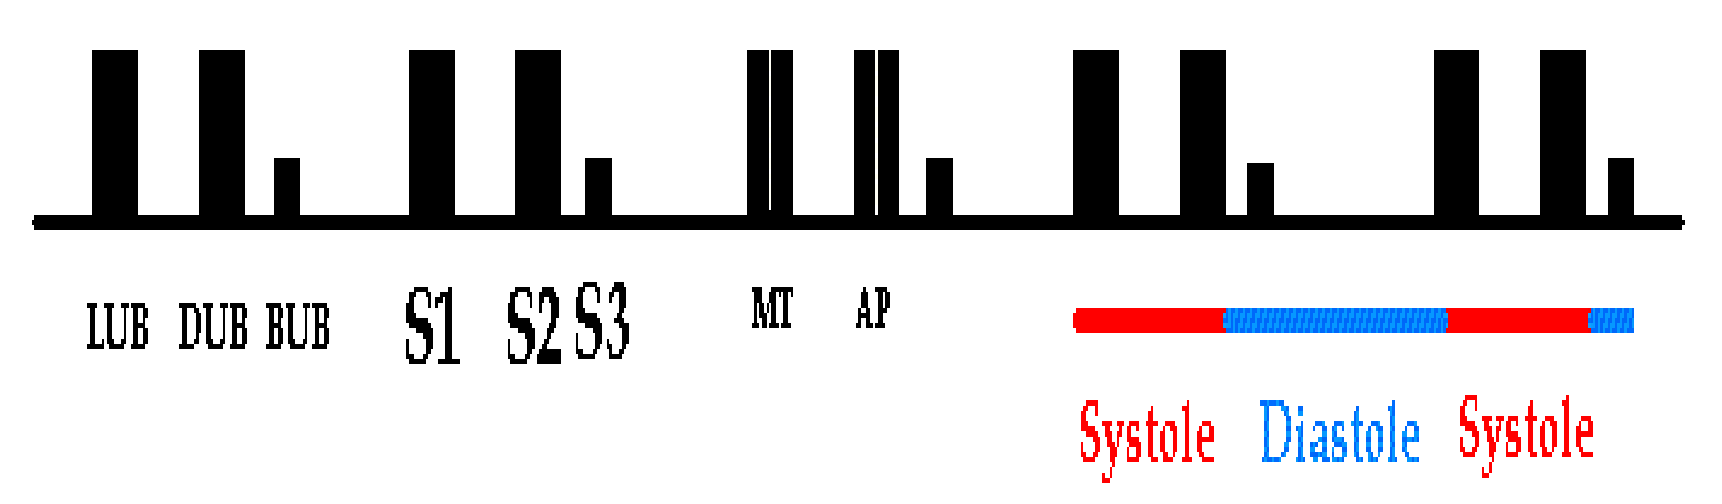 LUB DUB BUB S1 S2 S3 MT AP
Systole Diastole Systole